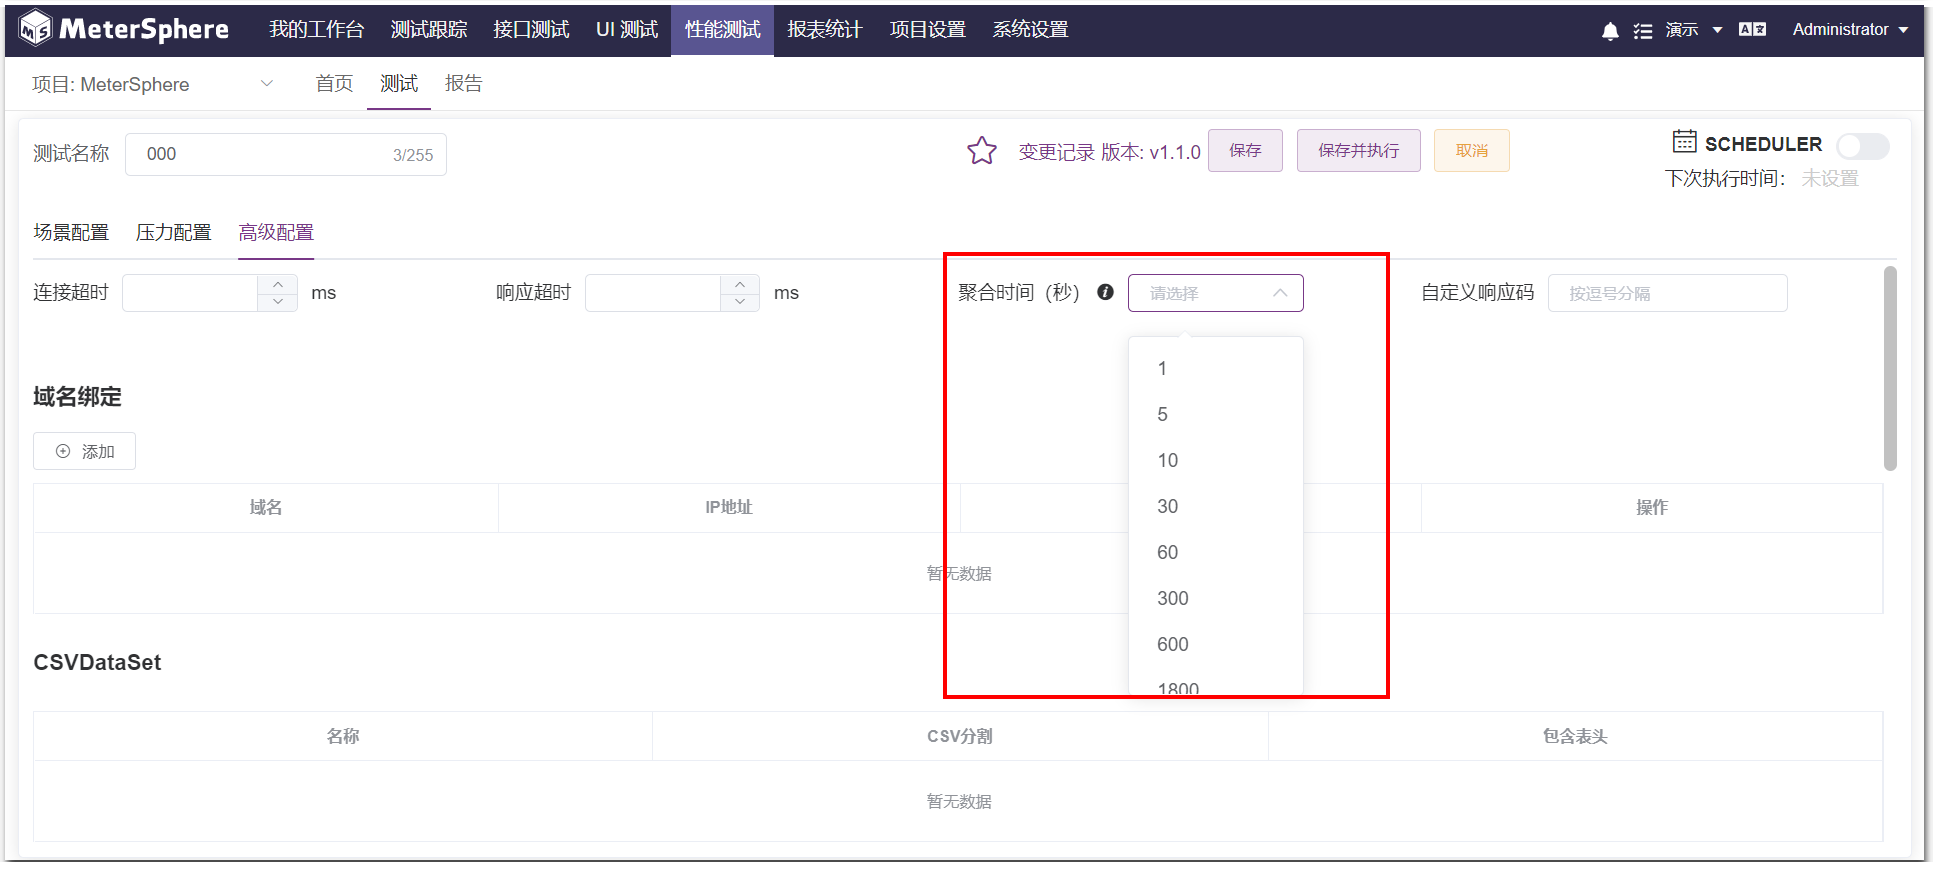 MeterSphere 我的工作台 测试跟踪 接口测试 UI 测试 性能测试 报表统计 项目设置 系统设置 演示 Administrator
项目: MeterSphere 首页 测试 报告
测试名称 000 3/255 变更记录 版本: v1.1.0 保存 保存并执行 取消 SCHEDULER
下次执行时间： 未设置
场景配置 压力配置 高级配置
连接超时 ms 响应超时 ms 聚合时间（秒） 请选择 自定义响应码 按逗号分隔
1
5
10
30
60
300
600
1800
域名绑定
添加
域名 IP地址 操作
暂无数据
CSVDataSet
名称 CSV分割 包含表头
暂无数据